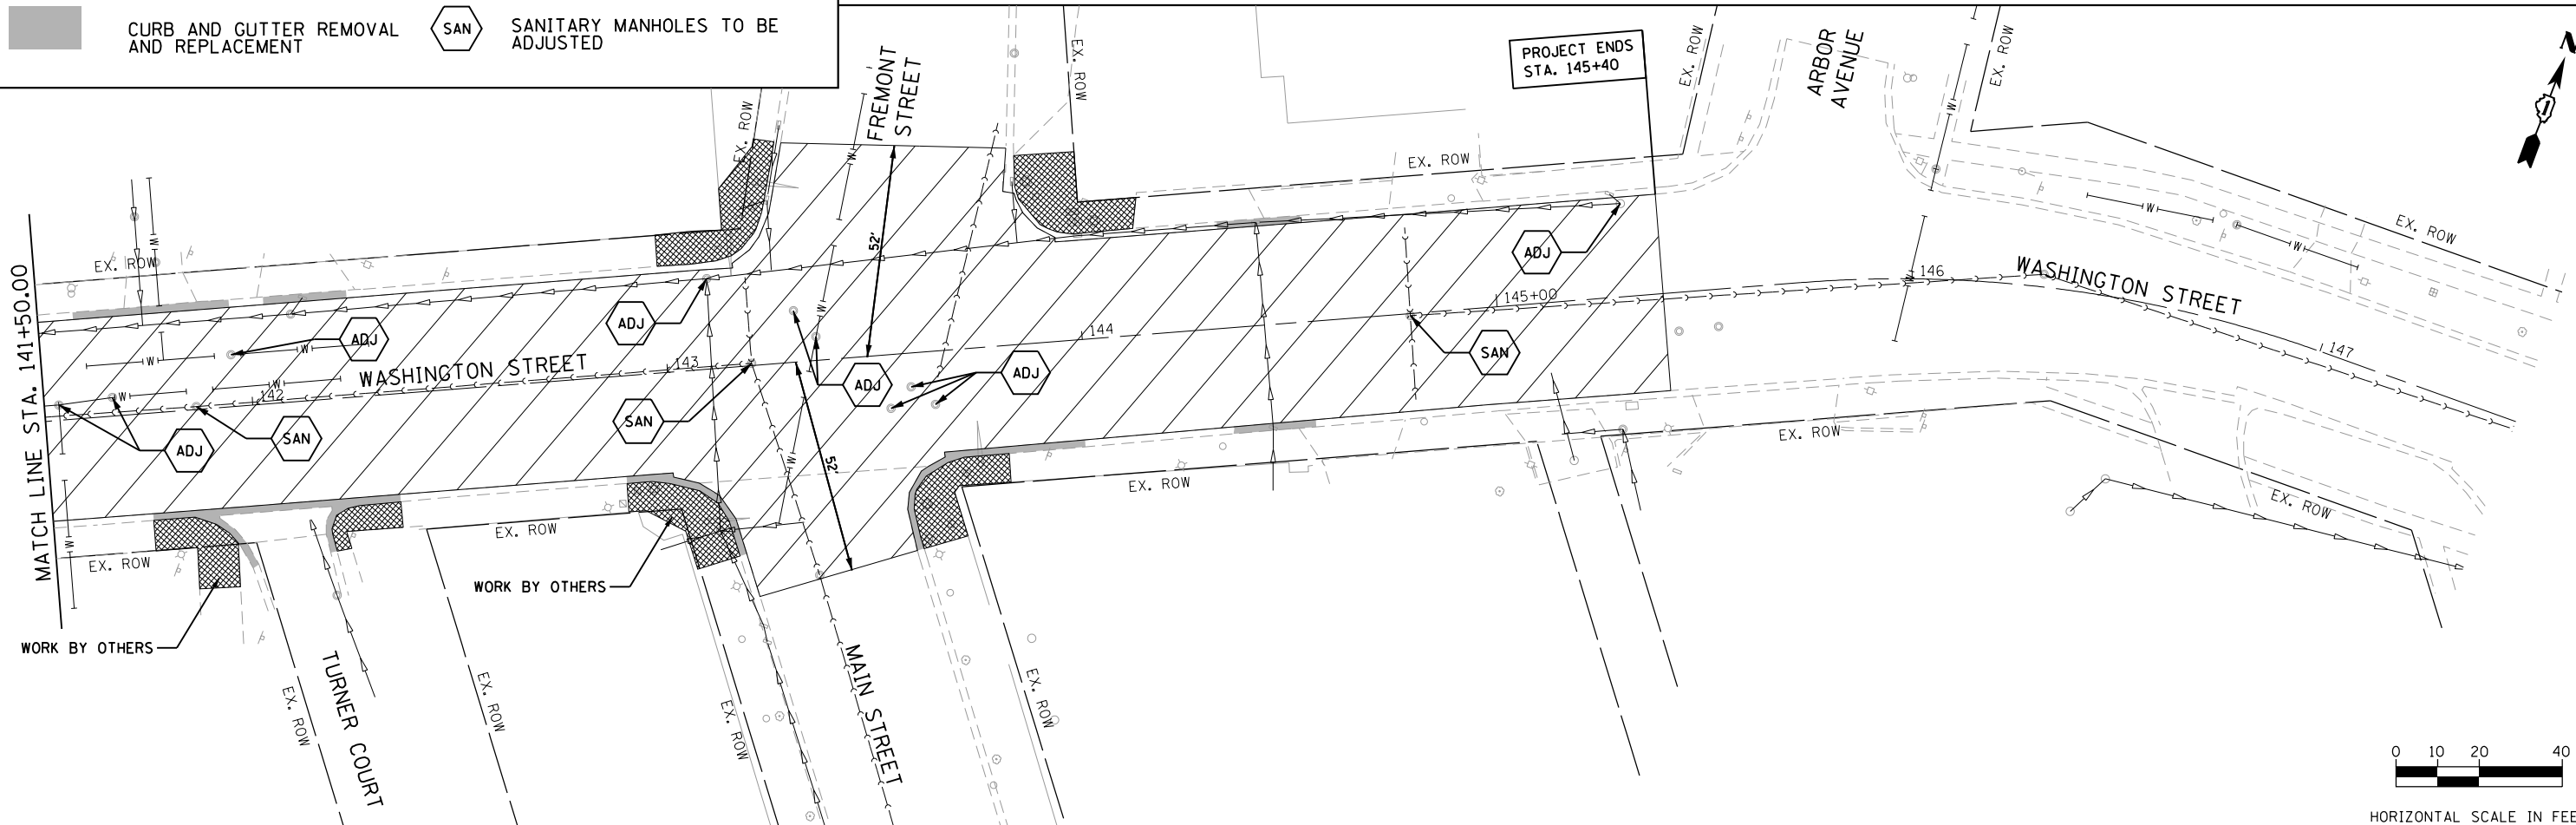 CURB AND GUTTER REMOVAL
AND REPLACEMENT
SAN
SANITARY MANHOLES TO BE
ADJUSTED
FREMONT
STREET
EX. ROW
EX. ROW
PROJECT ENDS
STA. 145+40
EX. ROW
ARBOR
AVENUE
EX. ROW
N
1
W
W
EX. ROW
52'
W
EX. ROW
W
W
EX. ROW
MATCH LINE STA. 141+50.00
ADJ
W
W
ADJ
W
ADJ
145+00
146
W
WASHINGTON STREET
144
147
WASHINGTON STREET
143
W
W
142
ADJ
ADJ
SAN
SAN
SAN
ADJ
W
52'
EX. ROW
EX. ROW
EX. ROW
EX. ROW
W
EX. ROW
WORK BY OTHERS
WORK BY OTHERS
TURNER COURT
EX. ROW
EX. ROW
EX. ROW
MAIN STREET
EX. ROW
0 10 20 40
HORIZONTAL SCALE IN FEE